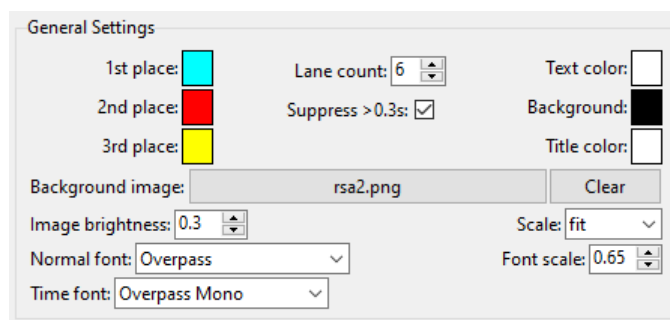 General Settings
1st place: Lane count: 6 Text color:
2nd place: Suppress >0.3s: Background:
3rd place: Title color:
Background image: rsa2.png Clear
Image brightness: 0.3 Scale: fit
Normal font: Overpass Font scale: 0.65
Time font: Overpass Mono